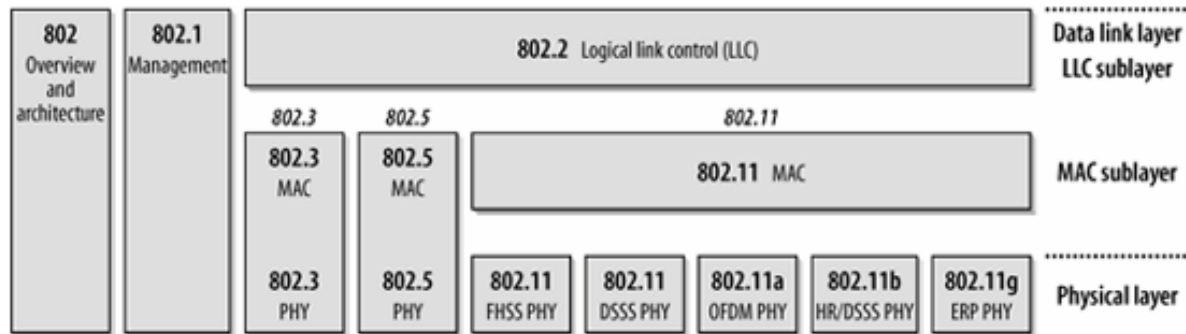 802
Overview
and
architecture
802.1
Management
802.2 Logical link control (LLC)
Data link layer
LLC sublayer
802.3
802.5
802.11
802.3
MAC
802.5
MAC
802.11 MAC
MAC sublayer
802.3
PHY
802.5
PHY
802.11
FHSS PHY
802.11
DSSS PHY
802.11a
OFDM PHY
802.11b
HR/DSSS PHY
802.11g
ERP PHY
Physical layer